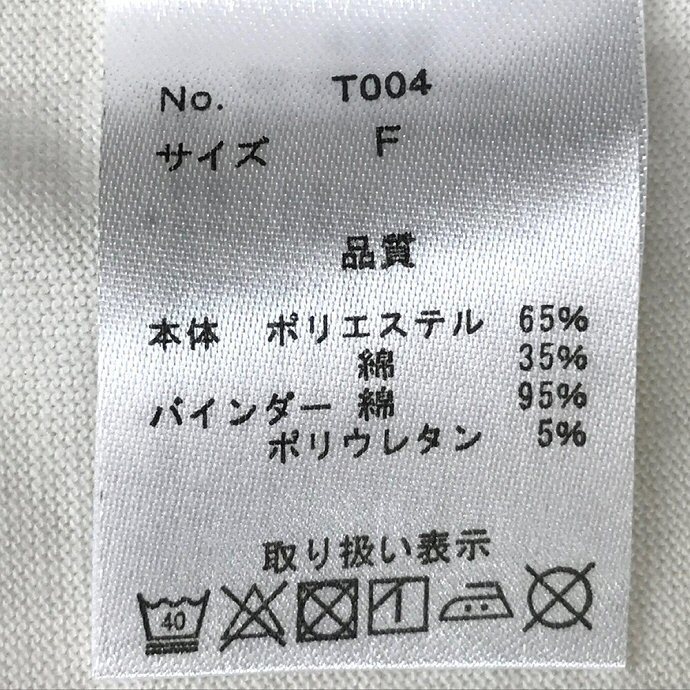 No. T004
サイズ F
品質
本体 ポリエステル 65%
綿 35%
バインダー 綿 95%
ポリウレタン 5%
取り扱い表示
40